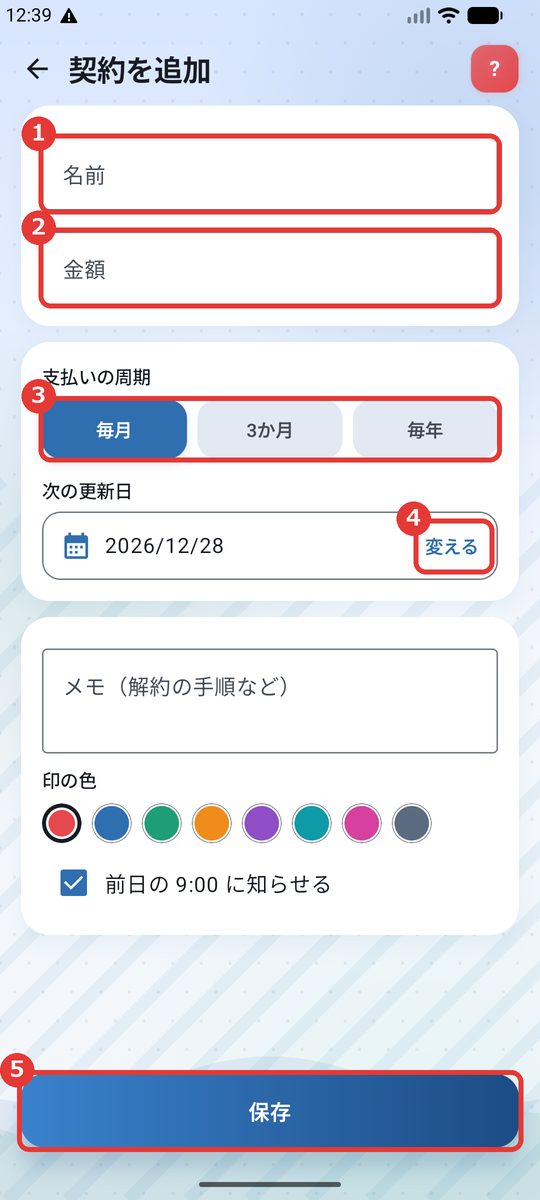 12:39
契約を追加
?
1
名前
2
金額
支払いの周期
3
毎月 3か月 毎年
次の更新日
4
2026/12/28 変える
メモ（解約の手順など）
印の色
前日の 9:00 に知らせる
5
保存